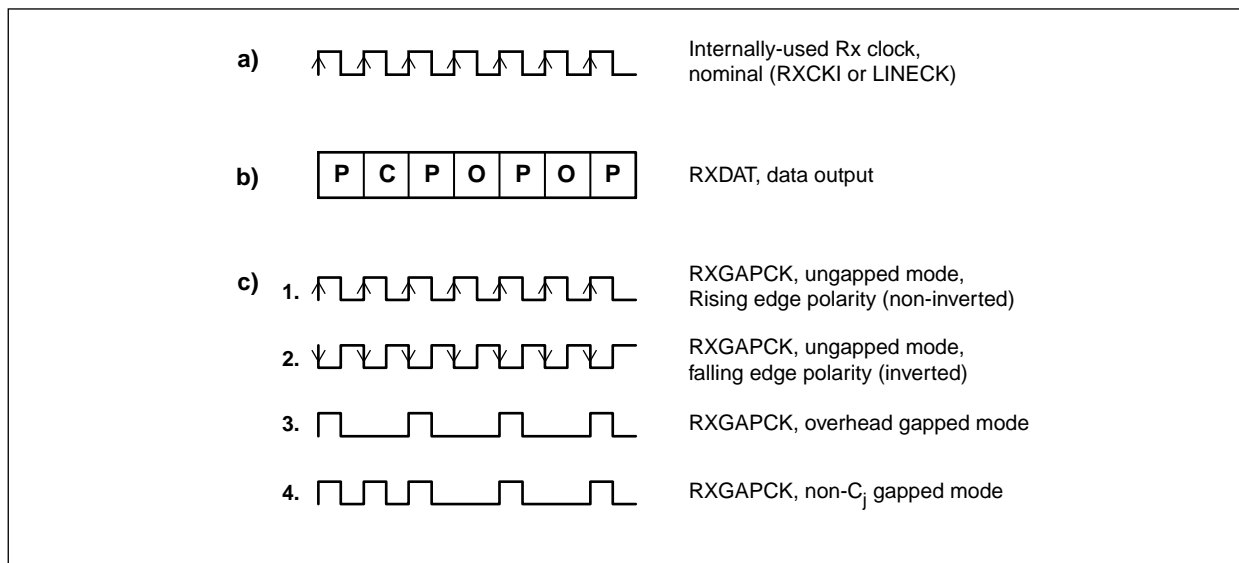 a)
Internally-used Rx clock,
nominal (RXCKI or LINECK)
b)
P C P O P O P
RXDAT, data output
c)
1.
RXGAPCK, ungapped mode,
Rising edge polarity (non-inverted)
2.
RXGAPCK, ungapped mode,
falling edge polarity (inverted)
3.
RXGAPCK, overhead gapped mode
4.
RXGAPCK, non-Cj gapped mode